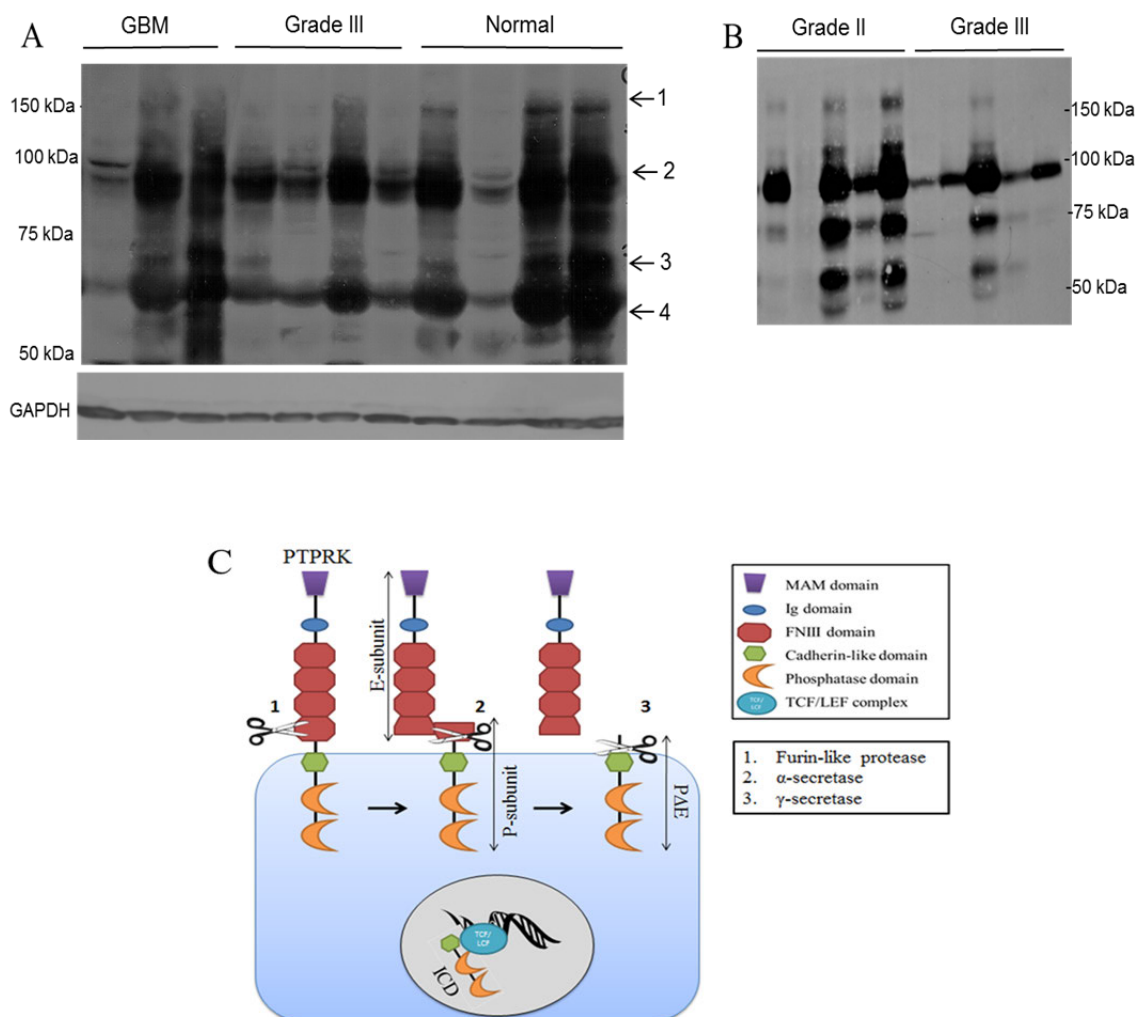 A
GBM
Grade III
Normal
150 kDa
100 kDa
75 kDa
50 kDa
←1
←2
←3
←4
GAPDH
B
Grade II
Grade III
-150 kDa
-100 kDa
-75 kDa
-50 kDa
C
PTPRK
E-subunit
1
2
3
P-subunit
PΔE
TCF/
LCF
ICD
MAM domain
Ig domain
FNIII domain
Cadherin-like domain
Phosphatase domain
TCF/
LCF
TCF/LEF complex
1. Furin-like protease
2. α-secretase
3. γ-secretase